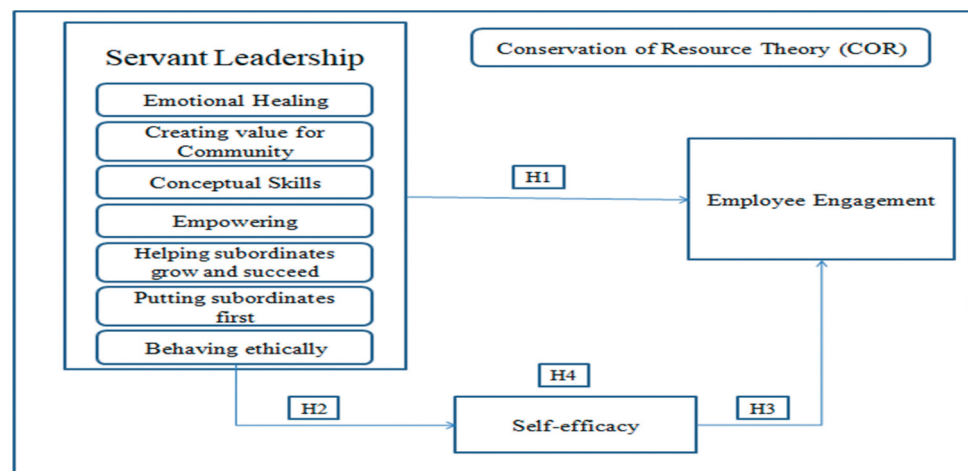 Servant Leadership
Emotional Healing
Creating value for
Community
Conceptual Skills
Empowering
Helping subordinates
grow and succeed
Putting subordinates
first
Behaving ethically
Conservation of Resource Theory (COR)
H1
Employee Engagement
H2
H4
Self-efficacy
H3